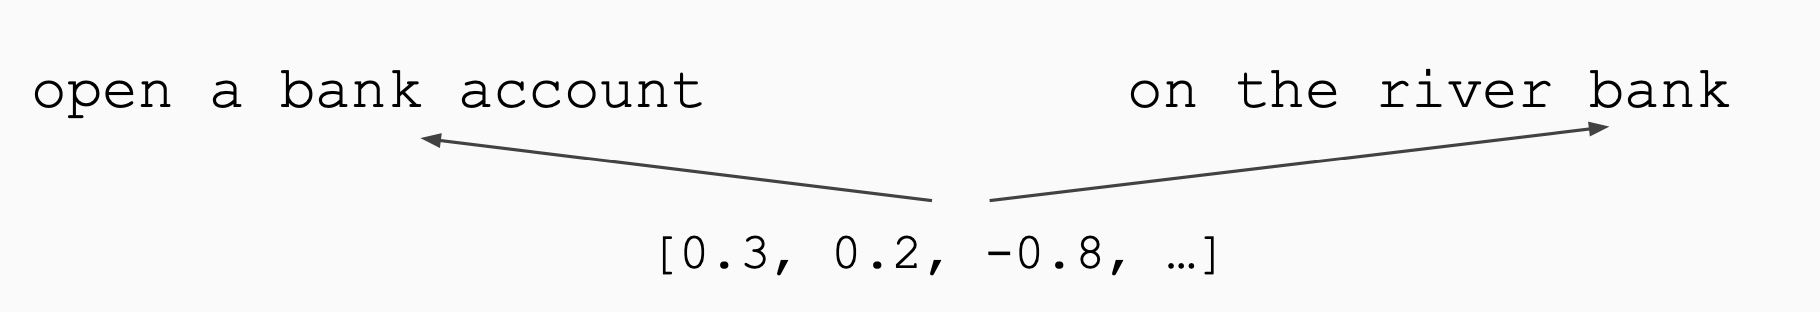 open a bank account
on the river bank
[0.3, 0.2, -0.8, …]